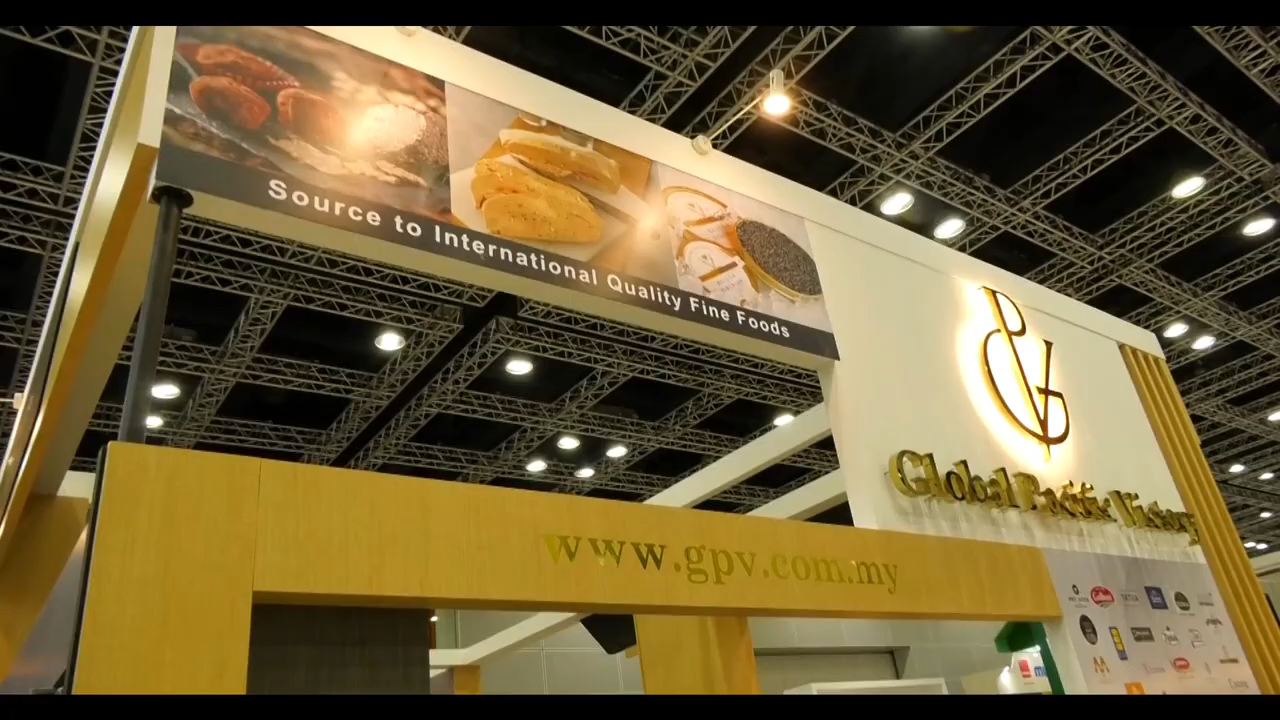 Source to International Quality Fine Foods
Global Pacific Victory
www.gpv.com.my